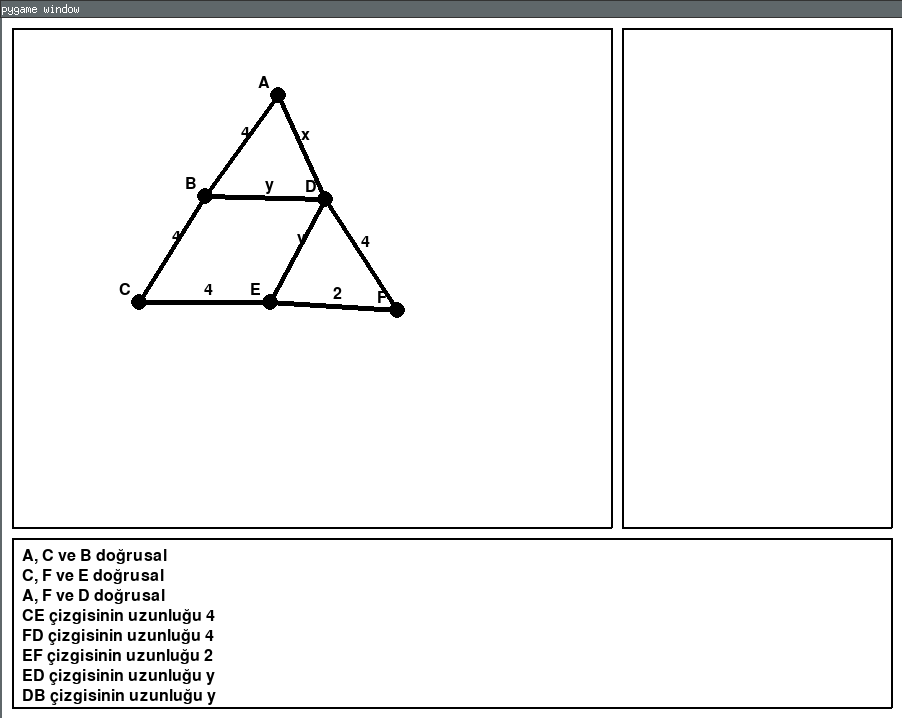 pygame window
A
4
x
B
y
D
4
y
4
C
4
E
2
F
A, C ve B doğrusal
C, F ve E doğrusal
A, F ve D doğrusal
CE çizgisinin uzunluğu 4
FD çizgisinin uzunluğu 4
EF çizgisinin uzunluğu 2
ED çizgisinin uzunluğu y
DB çizgisinin uzunluğu y